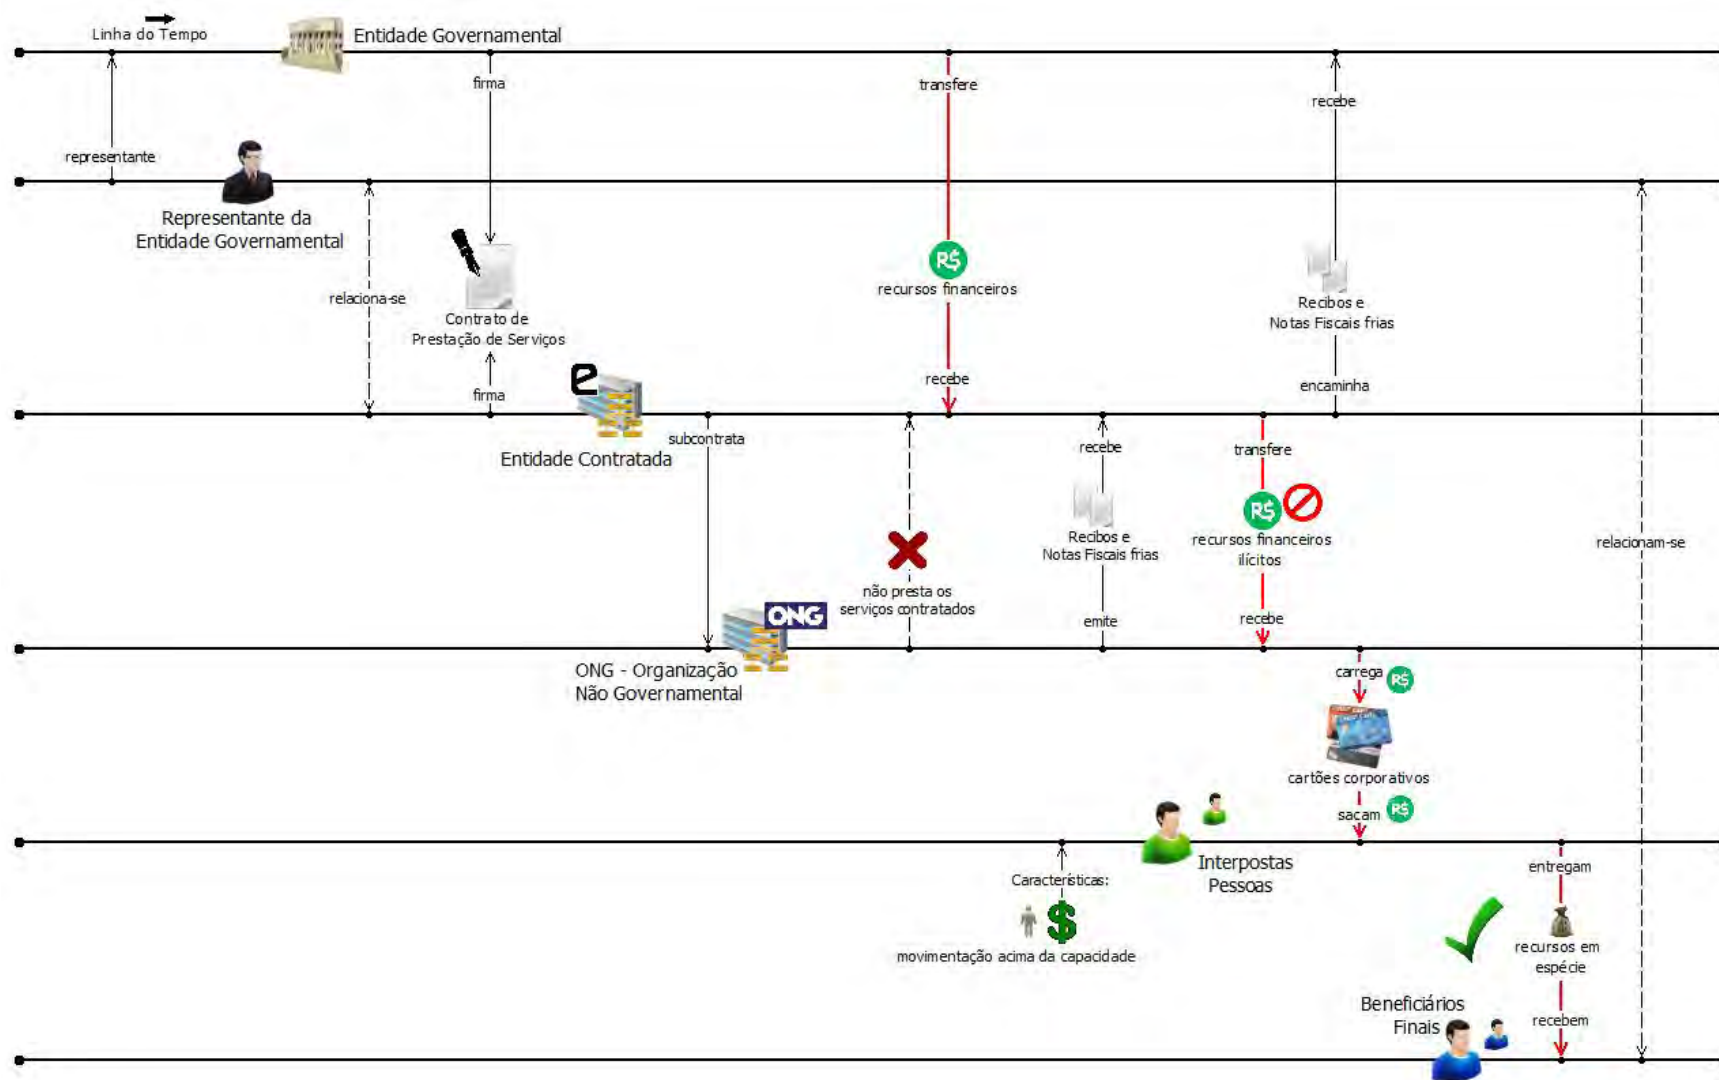 Linha do Tempo
Entidade Governamental
firma
transfere
recebe
representante
Representante da
Entidade Governamental
relaciona-se
Contrato de
Prestação de Serviços
firma
R$
recursos financeiros
recebe
Recibos e
Notas Fiscais frias
encaminha
e
Entidade Contratada
subcontrata
recebe
transfere
R$
Recibos e
Notas Fiscais frias
recursos financeiros
ilícitos
relacionam-se
não presta os
serviços contratados
emite
recebe
ONG
ONG - Organização
Não Governamental
carrega
R$
cartões corporativos
sacam
R$
Interpostas
Pessoas
Características:
$
movimentação acima da capacidade
entregam
recursos em
espécie
Beneficiários
Finais
recebem